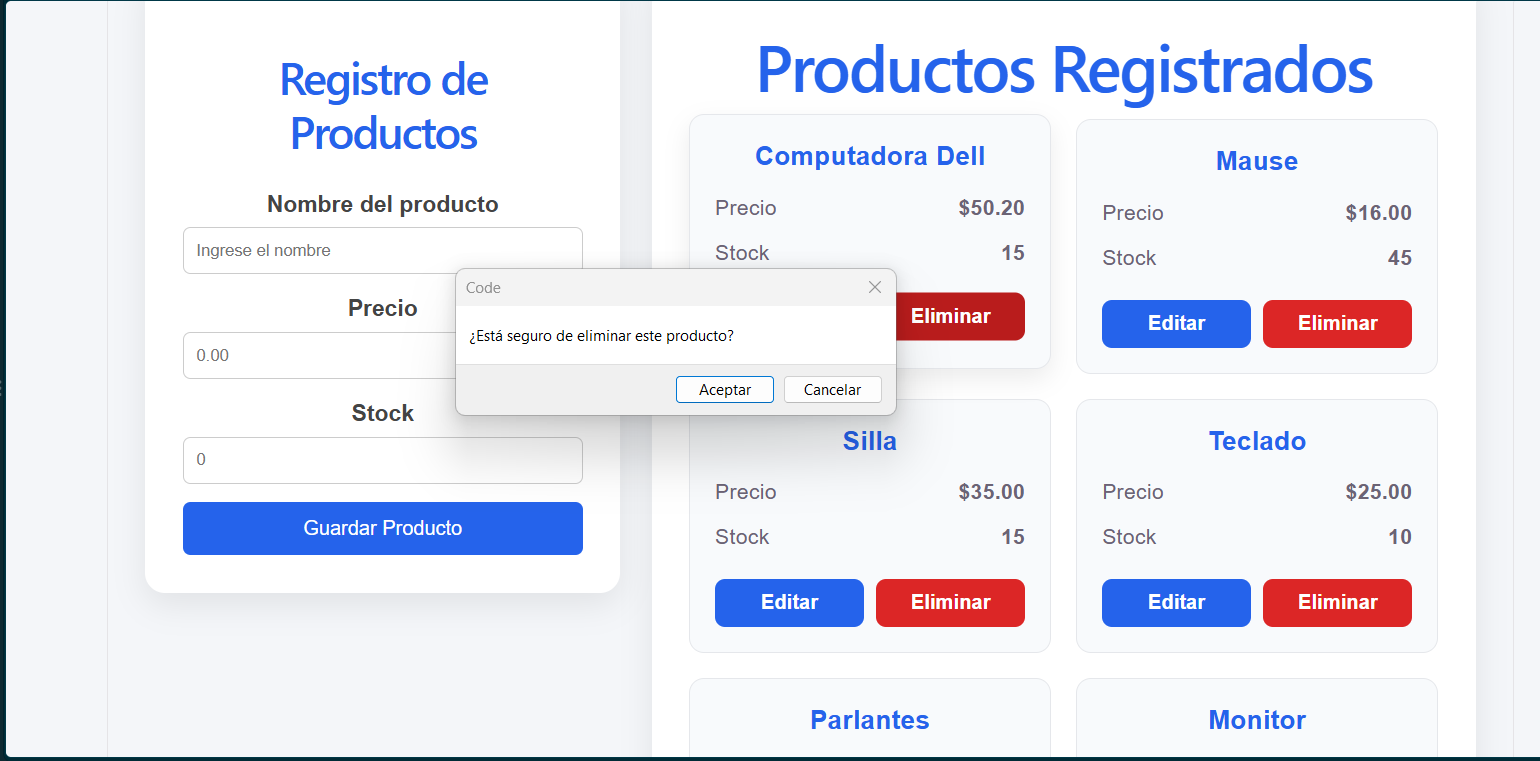 Registro de
Productos
Nombre del producto
Ingrese el nombre
Precio
0.00
Stock
0
Guardar Producto
Productos Registrados
Computadora Dell
Precio $50.20
Stock 15
Eliminar
Mause
Precio $16.00
Stock 45
Editar Eliminar
Code
¿Está seguro de eliminar este producto?
Aceptar Cancelar
Silla
Precio $35.00
Stock 15
Editar Eliminar
Teclado
Precio $25.00
Stock 10
Editar Eliminar
Parlantes
Monitor